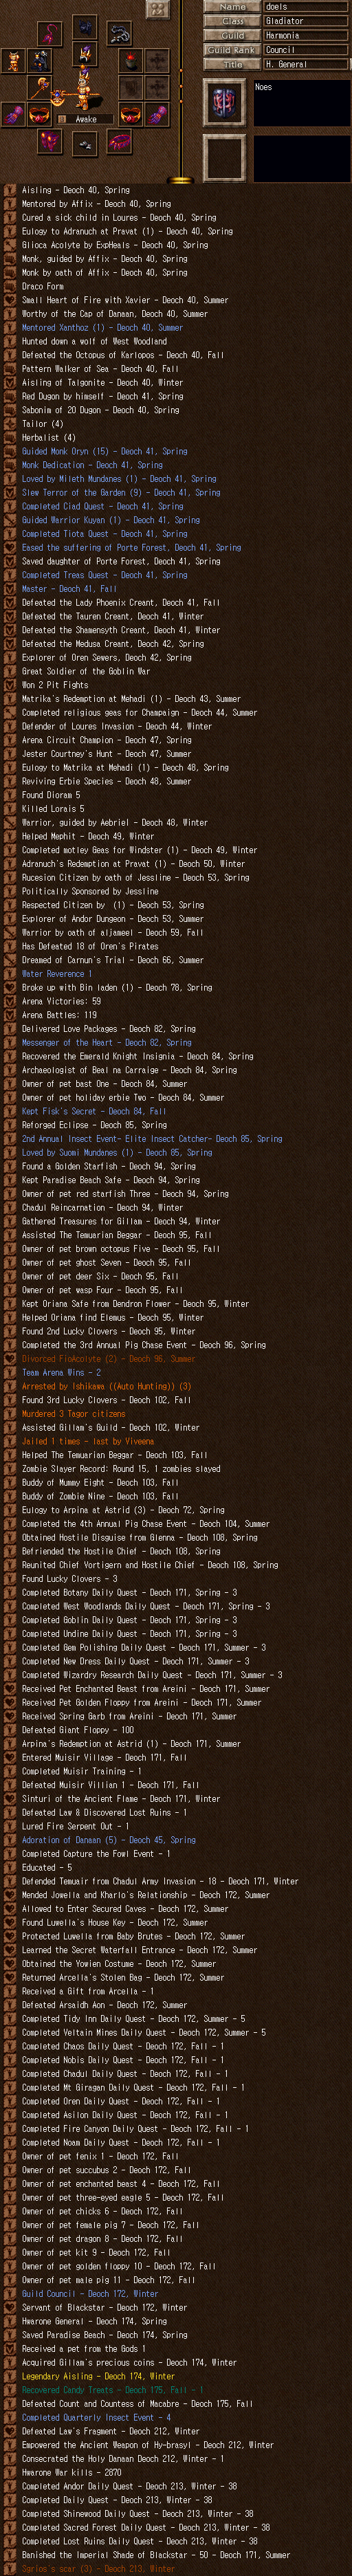 Name doels
Class Gladiator
Guild Harmonia
Guild Rank Council
Title H. General
Noes
Awake
Aisling - Deoch 40, Spring
Mentored by Affix - Deoch 40, Spring
Cured a sick child in Loures - Deoch 40, Spring
Eulogy to Adranuch at Pravat (1) - Deoch 40, Spring
Glioca Acolyte by ExpHeals - Deoch 40, Spring
Monk, guided by Affix - Deoch 40, Spring
Monk by oath of Affix - Deoch 40, Spring
Draco Form
Small Heart of Fire with Xavier - Deoch 40, Summer
Worthy of the Cap of Danaan, Deoch 40, Summer
Mentored Xanthoz (1) - Deoch 40, Summer
Hunted down a wolf of West Woodland
Defeated the Octopus of Karlopos - Deoch 40, Fall
Pattern Walker of Sea - Deoch 40, Fall
Aisling of Talgonite - Deoch 40, Winter
Red Dugon by himself - Deoch 41, Spring
Sabonim of 20 Dugon - Deoch 40, Spring
Tailor (4)
Herbalist (4)
Guided Monk Oryn (15) - Deoch 41, Spring
Monk Dedication - Deoch 41, Spring
Loved by Mileth Mundanes (1) - Deoch 41, Spring
Slew Terror of the Garden (9) - Deoch 41, Spring
Completed Ciad Quest - Deoch 41, Spring
Guided Warrior Kuyan (1) - Deoch 41, Spring
Completed Tiota Quest - Deoch 41, Spring
Eased the suffering of Porte Forest, Deoch 41, Spring
Saved daughter of Porte Forest, Deoch 41, Spring
Completed Treas Quest - Deoch 41, Spring
Master - Deoch 41, Fall
Defeated the Lady Phoenix Creant, Deoch 41, Fall
Defeated the Tauren Creant, Deoch 41, Winter
Defeated the Shamensyth Creant, Deoch 41, Winter
Defeated the Medusa Creant, Deoch 42, Spring
Explorer of Oren Sewers, Deoch 42, Spring
Great Soldier of the Goblin War
Won 2 Pit Fights
Matrika's Redemption at Mehadi (1) - Deoch 43, Summer
Completed religious geas for Champaign - Deoch 44, Summer
Defender of Loures Invasion - Deoch 44, Winter
Arena Circuit Champion - Deoch 47, Spring
Jester Courtney's Hunt - Deoch 47, Summer
Eulogy to Matrika at Mehadi (1) - Deoch 48, Spring
Reviving Erbie Species - Deoch 48, Summer
Found Dioram 5
Killed Lorais 5
Warrior, guided by Aebriel - Deoch 48, Winter
Helped Mephit - Deoch 49, Winter
Completed motley Geas for Windster (1) - Deoch 49, Winter
Adranuch's Redemption at Pravat (1) - Deoch 50, Winter
Rucesion Citizen by oath of Jessline - Deoch 53, Spring
Politically Sponsored by Jessline
Respected Citizen by (1) - Deoch 53, Spring
Explorer of Andor Dungeon - Deoch 53, Summer
Warrior by oath of aljameel - Deoch 59, Fall
Has Defeated 18 of Oren's Pirates
Dreamed of Carnun's Trial - Deoch 66, Summer
Water Reverence 1
Broke up with Bin laden (1) - Deoch 78, Spring
Arena Victories: 59
Arena Battles: 119
Delivered Love Packages - Deoch 82, Spring
Messenger of the Heart - Deoch 82, Spring
Recovered the Emerald Knight Insignia - Deoch 84, Spring
Archaeologist of Beal na Carraige - Deoch 84, Spring
Owner of pet bast One - Deoch 84, Summer
Owner of pet holiday erbie Two - Deoch 84, Summer
Kept Fisk's Secret - Deoch 84, Fall
Reforged Eclipse - Deoch 85, Spring
2nd Annual Insect Event- Elite Insect Catcher- Deoch 85, Spring
Loved by Suomi Mundanes (1) - Deoch 85, Spring
Found a Golden Starfish - Deoch 94, Spring
Kept Paradise Beach Safe - Deoch 94, Spring
Owner of pet red starfish Three - Deoch 94, Spring
Chadul Reincarnation - Deoch 94, Winter
Gathered Treasures for Gillam - Deoch 94, Winter
Assisted The Temuarian Beggar - Deoch 95, Fall
Owner of pet brown octopus Five - Deoch 95, Fall
Owner of pet ghost Seven - Deoch 95, Fall
Owner of pet deer Six - Deoch 95, Fall
Owner of pet wasp Four - Deoch 95, Fall
Kept Oriana Safe from Dendron Flower - Deoch 95, Winter
Helped Oriana find Elemus - Deoch 95, Winter
Found 2nd Lucky Clovers - Deoch 95, Winter
Completed the 3rd Annual Pig Chase Event - Deoch 96, Spring
Divorced FioAcolyte (2) - Deoch 96, Summer
Team Arena Wins - 2
Arrested by Ishikawa ((Auto Hunting)) (3)
Found 3rd Lucky Clovers - Deoch 102, Fall
Murdered 3 Tagor citizens
Assisted Gillam's Guild - Deoch 102, Winter
Jailed 1 times - last by Viveena
Helped The Temuarian Beggar - Deoch 103, Fall
Zombie Slayer Record: Round 15, 1 zombies slayed
Buddy of Mummy Eight - Deoch 103, Fall
Buddy of Zombie Nine - Deoch 103, Fall
Eulogy to Arpina at Astrid (3) - Deoch 72, Spring
Completed the 4th Annual Pig Chase Event - Deoch 104, Summer
Obtained Hostile Disguise from Glenna - Deoch 108, Spring
Befriended the Hostile Chief - Deoch 108, Spring
Reunited Chief Vortigern and Hostile Chief - Deoch 108, Spring
Found Lucky Clovers - 3
Completed Botany Daily Quest - Deoch 171, Spring - 3
Completed West Woodlands Daily Quest - Deoch 171, Spring - 3
Completed Goblin Daily Quest - Deoch 171, Spring - 3
Completed Undine Daily Quest - Deoch 171, Spring - 3
Completed Gem Polishing Daily Quest - Deoch 171, Summer - 3
Completed New Dress Daily Quest - Deoch 171, Summer - 3
Completed Wizardry Research Daily Quest - Deoch 171, Summer - 3
Received Pet Enchanted Beast from Areini - Deoch 171, Summer
Received Pet Golden Floppy from Areini - Deoch 171, Summer
Received Spring Garb from Areini - Deoch 171, Summer
Defeated Giant Floppy - 100
Arpina's Redemption at Astrid (1) - Deoch 171, Summer
Entered Muisir Village - Deoch 171, Fall
Completed Muisir Training - 1
Defeated Muisir Villian 1 - Deoch 171, Fall
Sinturi of the Ancient Flame - Deoch 171, Winter
Defeated Law & Discovered Lost Ruins - 1
Lured Fire Serpent Out - 1
Adoration of Danaan (5) - Deoch 45, Spring
Completed Capture the Fowl Event - 1
Educated - 5
Defended Temuair from Chadul Army Invasion - 18 - Deoch 171, Winter
Mended Jowella and Kharlo's Relationship - Deoch 172, Summer
Allowed to Enter Secured Caves - Deoch 172, Summer
Found Luwella's House Key - Deoch 172, Summer
Protected Luwella from Baby Brutes - Deoch 172, Summer
Learned the Secret Waterfall Entrance - Deoch 172, Summer
Obtained the Yowien Costume - Deoch 172, Summer
Returned Arcella's Stolen Bag - Deoch 172, Summer
Received a Gift from Arcella - 1
Defeated Arsaidh Aon - Deoch 172, Summer
Completed Tidy Inn Daily Quest - Deoch 172, Summer - 5
Completed Veltain Mines Daily Quest - Deoch 172, Summer - 5
Completed Chaos Daily Quest - Deoch 172, Fall - 1
Completed Nobis Daily Quest - Deoch 172, Fall - 1
Completed Chadul Daily Quest - Deoch 172, Fall - 1
Completed Mt Giragan Daily Quest - Deoch 172, Fall - 1
Completed Oren Daily Quest - Deoch 172, Fall - 1
Completed Asilon Daily Quest - Deoch 172, Fall - 1
Completed Fire Canyon Daily Quest - Deoch 172, Fall - 1
Completed Noam Daily Quest - Deoch 172, Fall - 1
Owner of pet fenix 1 - Deoch 172, Fall
Owner of pet succubus 2 - Deoch 172, Fall
Owner of pet enchanted beast 4 - Deoch 172, Fall
Owner of pet three-eyed eagle 5 - Deoch 172, Fall
Owner of pet chicks 6 - Deoch 172, Fall
Owner of pet female pig 7 - Deoch 172, Fall
Owner of pet dragon 8 - Deoch 172, Fall
Owner of pet kit 9 - Deoch 172, Fall
Owner of pet golden floppy 10 - Deoch 172, Fall
Owner of pet male pig 11 - Deoch 172, Fall
Guild Council - Deoch 172, Winter
Servant of Blackstar - Deoch 172, Winter
Hwarone General - Deoch 174, Spring
Saved Paradise Beach - Deoch 174, Spring
Received a pet from the Gods 1
Acquired Gillam's precious coins - Deoch 174, Winter
Legendary Aisling - Deoch 174, Winter
Recovered Candy Treats - Deoch 175, Fall - 1
Defeated Count and Countess of Macabre - Deoch 175, Fall
Completed Quarterly Insect Event - 4
Defeated Law's Fragment - Deoch 212, Winter
Empowered the Ancient Weapon of Hy-brasyl - Deoch 212, Winter
Consecrated the Holy Danaan Deoch 212, Winter - 1
Hwarone War kills - 2870
Completed Andor Daily Quest - Deoch 213, Winter - 38
Completed Daily Quest - Deoch 213, Winter - 38
Completed Shinewood Daily Quest - Deoch 213, Winter - 38
Completed Sacred Forest Daily Quest - Deoch 213, Winter - 38
Completed Lost Ruins Daily Quest - Deoch 213, Winter - 38
Banished the Imperial Shade of Blackstar - 50 - Deoch 171, Summer
Sgrios's scar (3) - Deoch 213, Winter